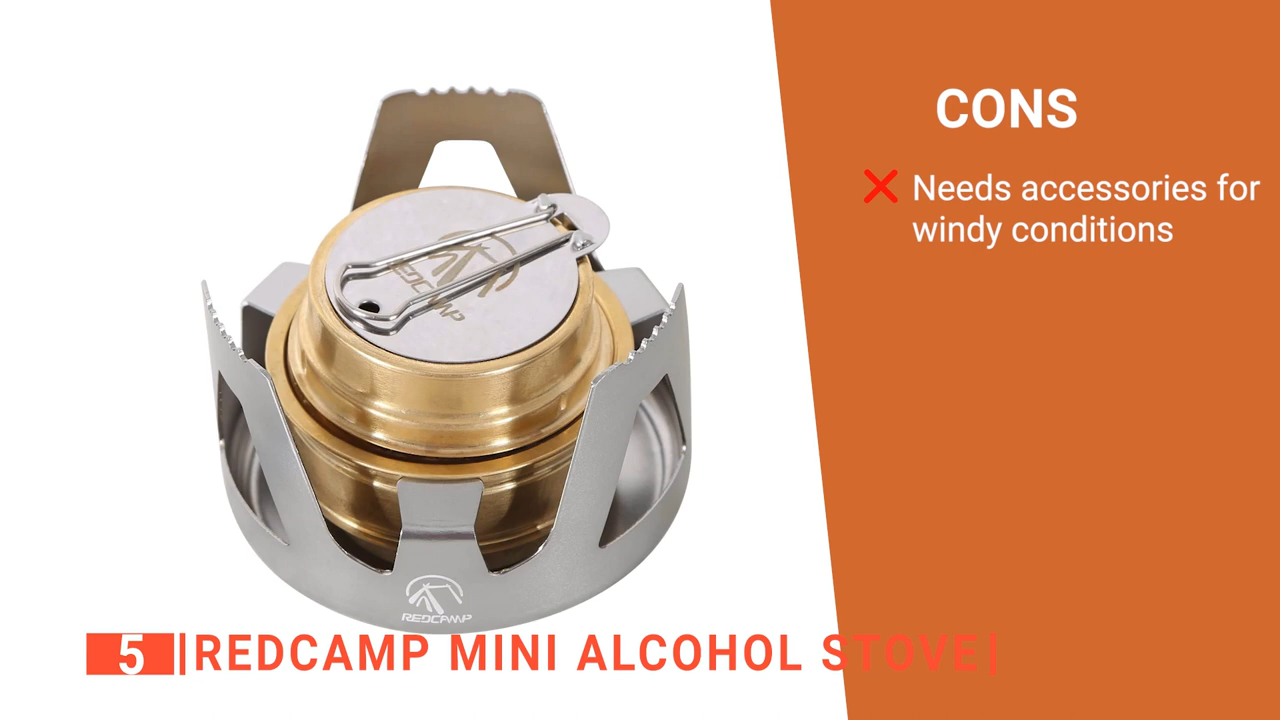 CONS
Needs accessories for
windy conditions
REDCAMP
REDCAMP
5 |REDCAMP MINI ALCOHOL STOVE|